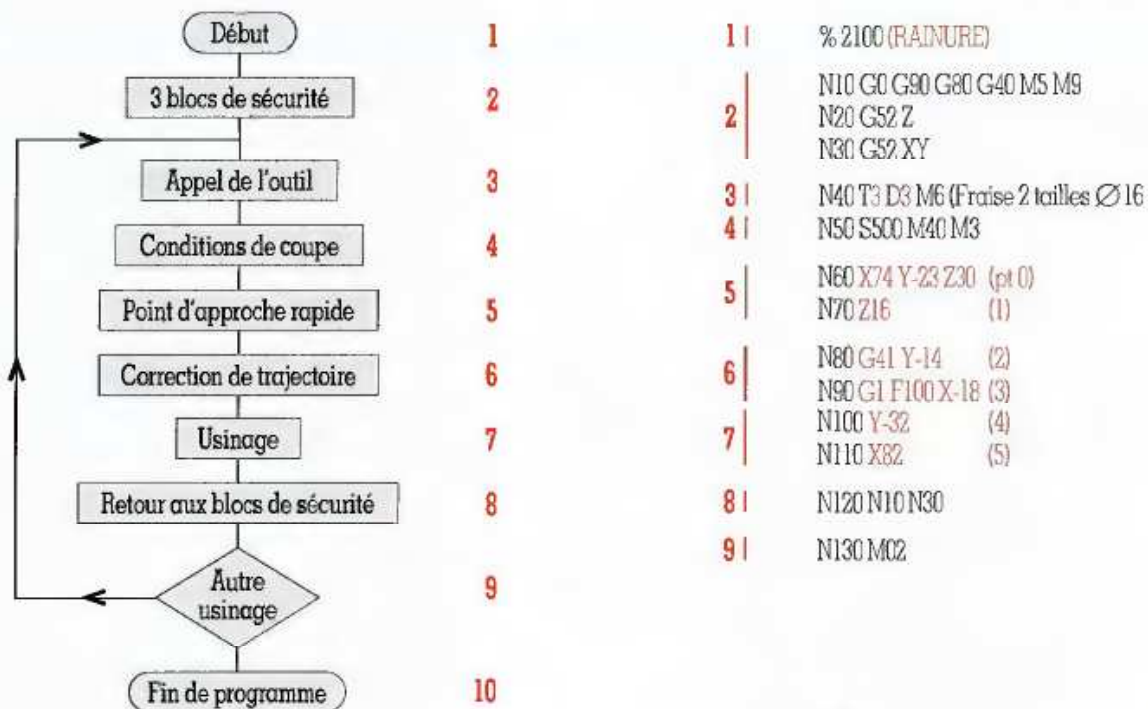 Début
1
3 blocs de sécurité
2
Appel de l'outil
3
Conditions de coupe
4
Point d'approche rapide
5
Correction de trajectoire
6
Usinage
7
Retour aux blocs de sécurité
8
Autre
usinage
9
Fin de programme
10
1 % 2100 (RAINURE)
2
N10 G0 G90 G80 G40 M5 M9
N20 G52 Z
N30 G52 XY
3 N40 T3 D3 M6 (Fraise 2 tailles Ø 16
4 N50 S500 M40 M3
5
N60 X74 Y-23 Z30 (pt 0)
N70 Z16 (1)
6
N80 G41 Y-14 (2)
N90 G1 F100 X-18 (3)
7
N100 Y-32 (4)
N110 X82 (5)
8 N120 N10 N30
9 N130 M02